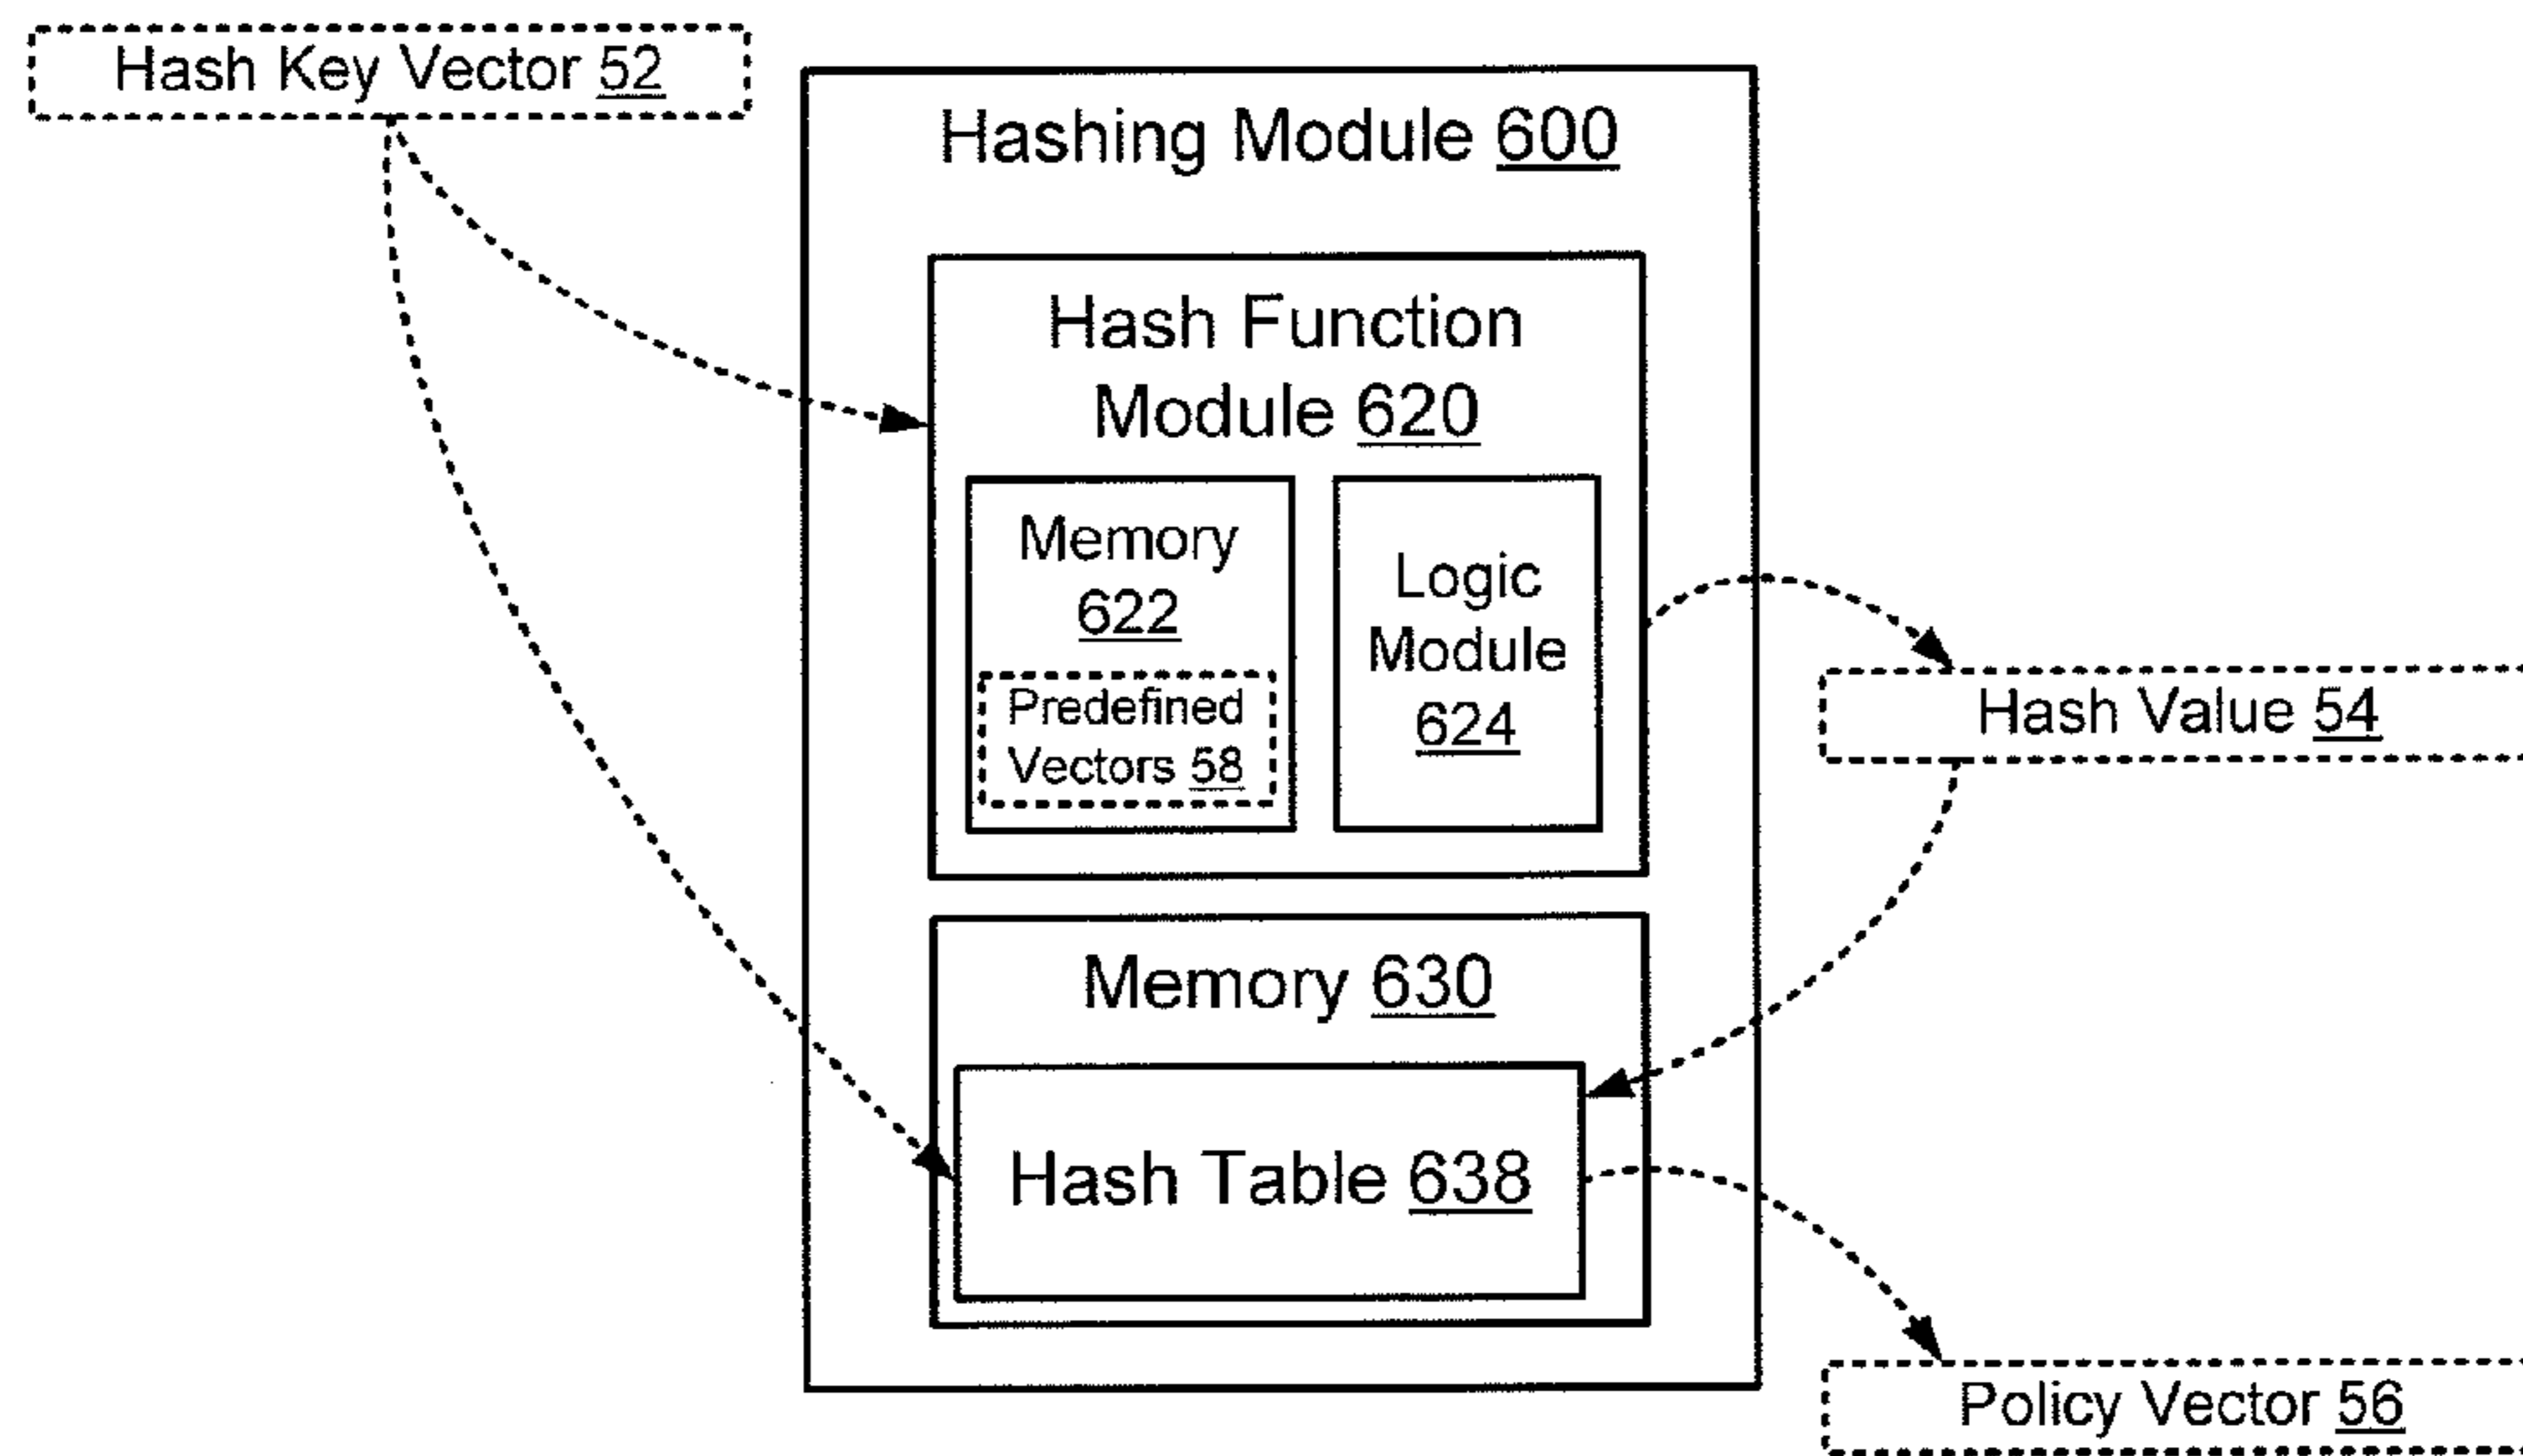 Hash Key Vector 52
Hashing Module 600
Hash Function
Module 620
Memory
622
Predefined
Vectors 58
Logic
Module
624
Hash Value 54
Memory 630
Hash Table 638
Policy Vector 56